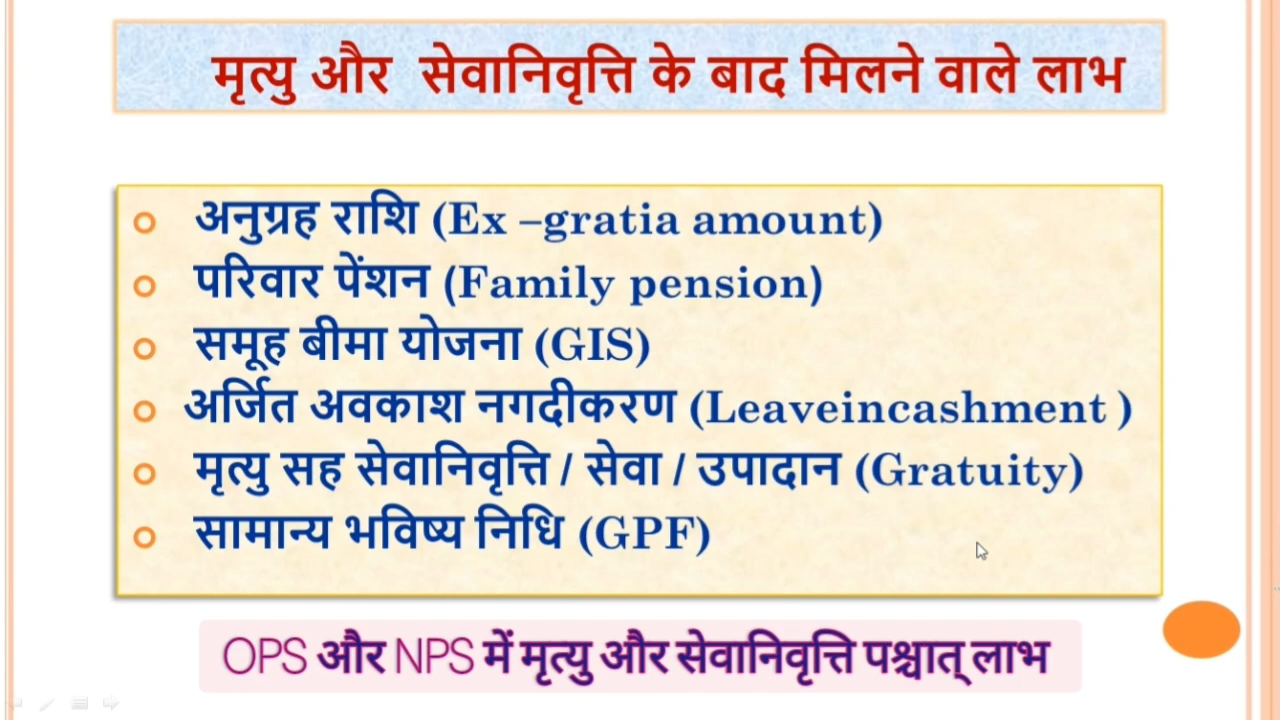 मृत्यु और सेवानिवृत्ति के बाद मिलने वाले लाभ
अनुग्रह राशि (Ex –gratia amount)
परिवार पेंशन (Family pension)
समूह बीमा योजना (GIS)
अर्जित अवकाश नगदीकरण (Leaveincashment )
मृत्यु सह सेवानिवृत्ति / सेवा / उपादान (Gratuity)
सामान्य भविष्य निधि (GPF)
OPS और NPS में मृत्यु और सेवानिवृत्ति पश्चात् लाभ